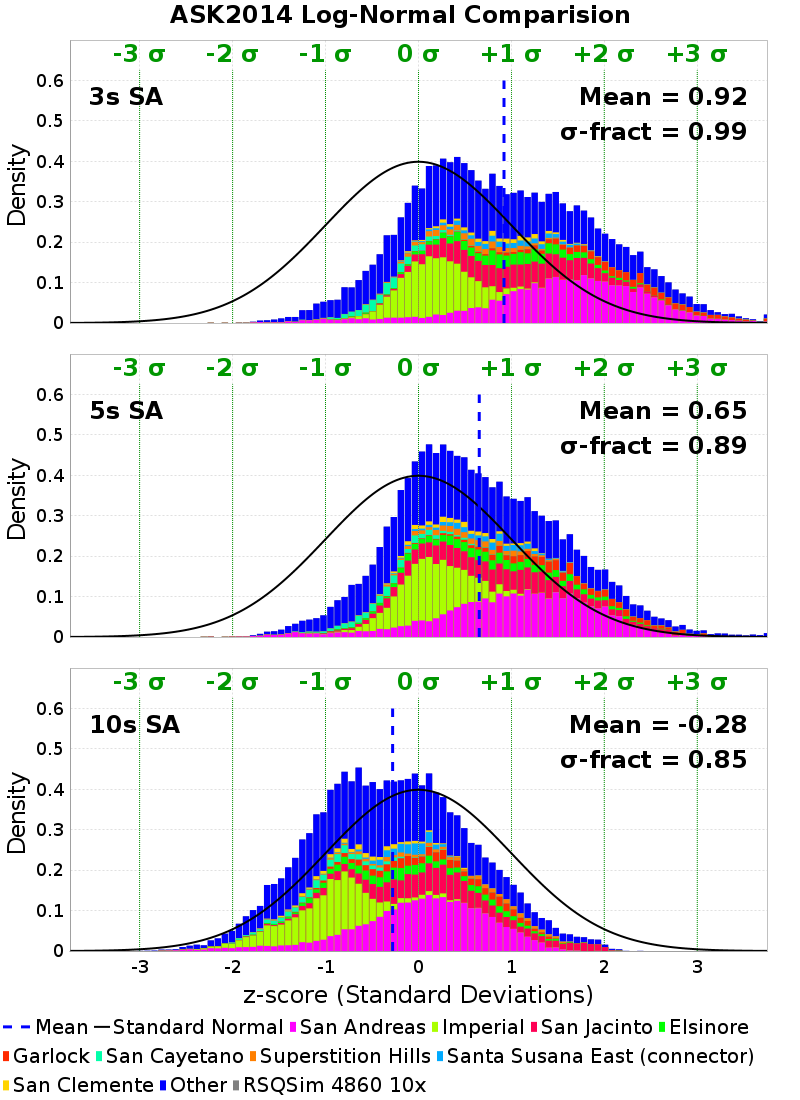 ASK2014 Log-Normal Comparision
-3 σ -2 σ -1 σ 0 σ +1 σ +2 σ +3 σ
3s SA
Mean = 0.92
σ-fract = 0.99
Density
0.6
0.5
0.4
0.3
0.2
0.1
0
-3 σ -2 σ -1 σ 0 σ +1 σ +2 σ +3 σ
5s SA
Mean = 0.65
σ-fract = 0.89
Density
0.6
0.5
0.4
0.3
0.2
0.1
0
-3 σ -2 σ -1 σ 0 σ +1 σ +2 σ +3 σ
10s SA
Mean = -0.28
σ-fract = 0.85
Density
0.6
0.5
0.4
0.3
0.2
0.1
0
-3 -2 -1 0 1 2 3
z-score (Standard Deviations)
Mean Standard Normal San Andreas Imperial San Jacinto Elsinore
Garlock San Cayetano Superstition Hills Santa Susana East (connector)
San Clemente Other RSQSim 4860 10x